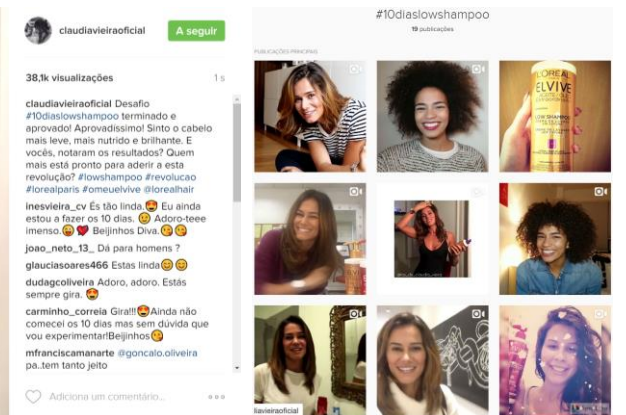 claudiavieiraoficial
A seguir
38,1k visualizações
1 s
claudiavieiraoficial Desafio
#10diaslowshampoo terminado e
aprovado! Aprovadíssimo! Sinto o cabelo
mais leve, mais nutrido e brilhante. E
vocês, notaram os resultados? Quem
mais está pronto para aderir a esta
revolução? #lowshampoo #revolucao
#lorealparis #omeuelvive @lorealhair
inesvieira_cv És tão linda.😍 Eu ainda
estou a fazer os 10 dias. 🙂 Adoro-teee
imenso.😛❤️ Beijinhos Diva.😘😘
joao_neto_13_ Dá para homens ?
glauciasoares466 Estas linda😊😊
dudagcoliveira Adoro, adoro. Estás
sempre gira. 😍
carminho_correia Gira!!!😍Ainda não
comecei os 10 dias mas sem dúvida que
vou experimentar!Beijinhos😘
mfranciscamanarte @goncalo.oliveira
pa..tem tanto jeito
Adiciona um comentário...
#10diaslowshampoo
19 publicações
PUBLICAÇÕES PRINCIPAIS
L'ORÉAL
ELVIVE
LOW SHAMPOO
iavieiraoficial